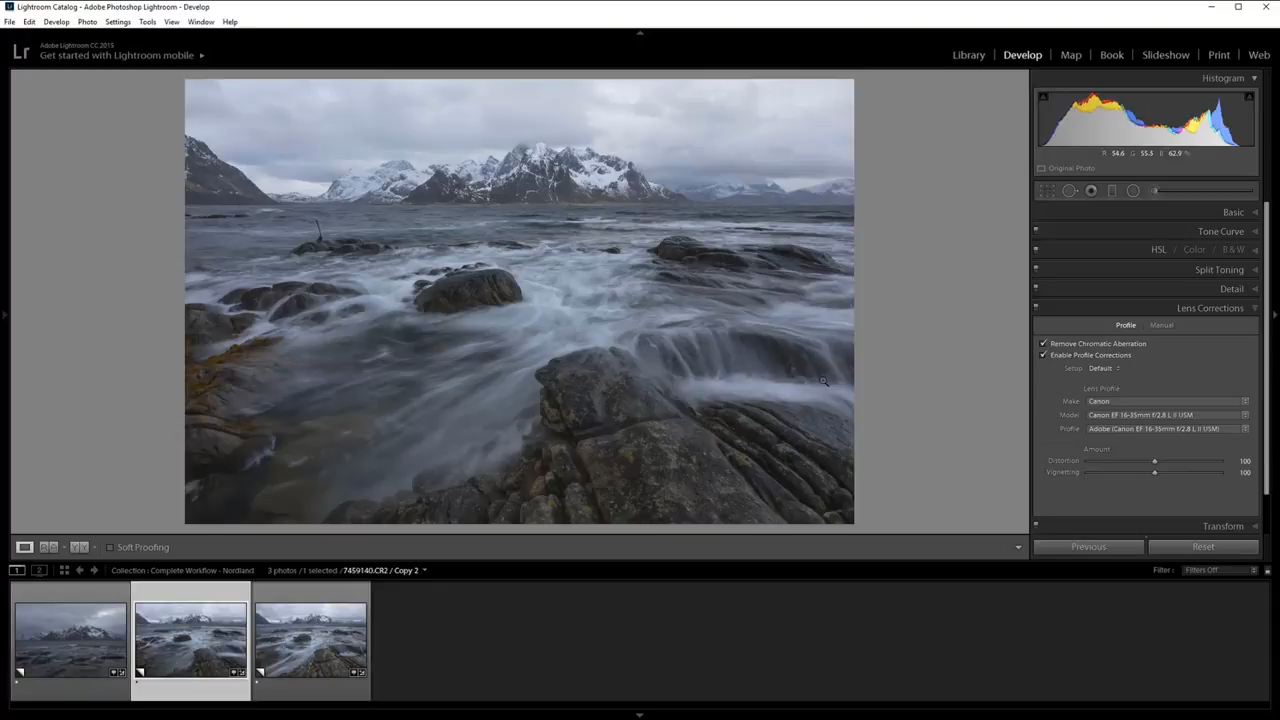 Lightroom Catalog - Adobe Photoshop Lightroom - Develop
File Edit Develop Photo Settings Tools View Window Help
Lr
Adobe Lightroom CC 2015
Get started with Lightroom mobile
Library Develop Map Book Slideshow Print Web
Histogram
R 54.6 G 55.5 B 62.9 %
Original Photo
Basic
Tone Curve
HSL / Color / B & W
Split Toning
Detail
Lens Corrections
Profile Manual
Remove Chromatic Aberration
Enable Profile Corrections
Setup Default
Lens Profile
Make: Canon
Model Canon EF 16-35mm f/2.8 L II USM
Profile Adobe (Canon EF 16-35mm f/2.8 L II USM)
Amount
Distortion 100
Vignetting 100
Transform
Previous Reset
Soft Proofing
1 2 Collection : Complete Workflow - Nordland 3 photos / 1 selected / 7459140.CR2 / Copy 2 Filter : Filters Off